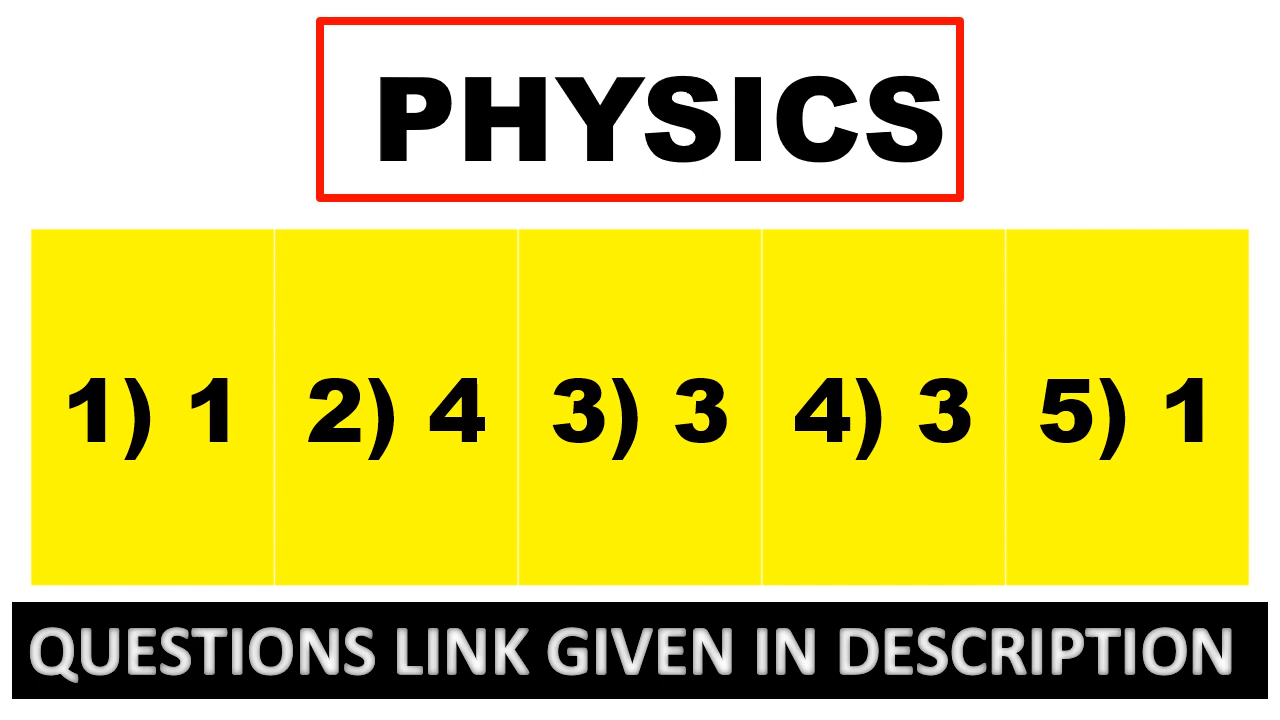 PHYSICS
1) 1 2) 4 3) 3 4) 3 5) 1
QUESTIONS LINK GIVEN IN DESCRIPTION